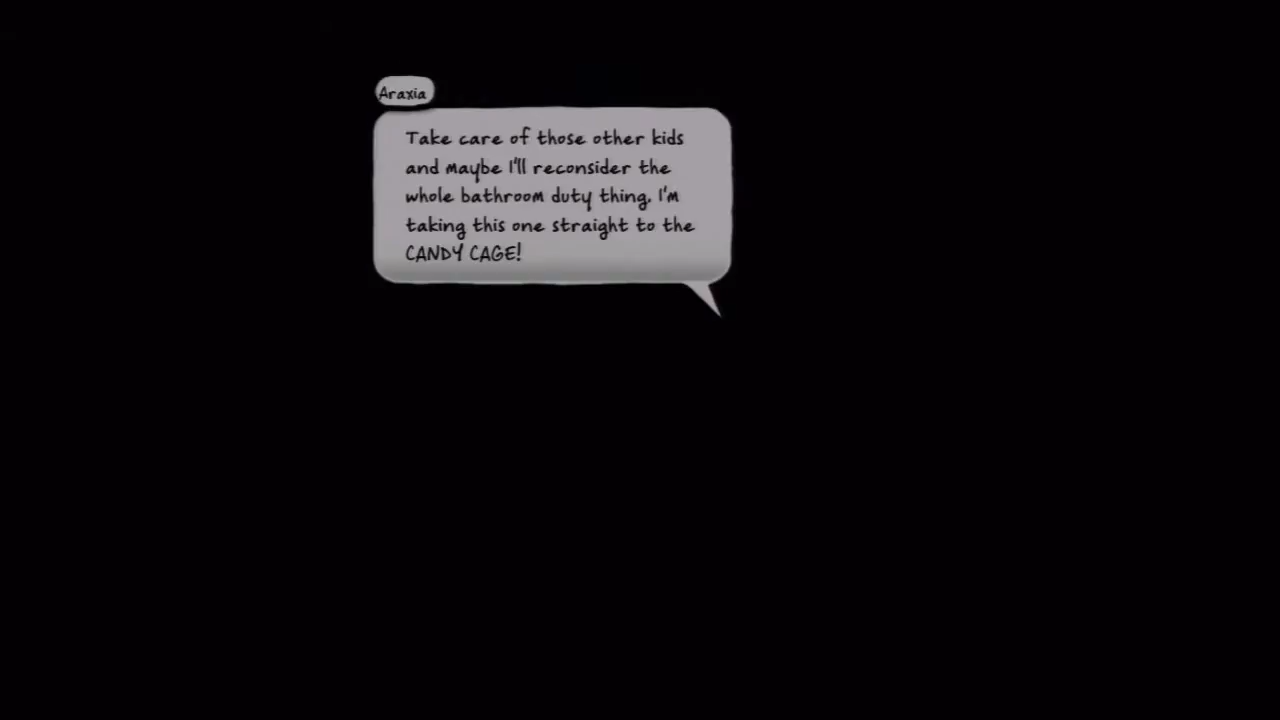 Araxia
Take care of those other kids
and maybe I'll reconsider the
whole bathroom duty thing. I'm
taking this one straight to the
CANDY CAGE!